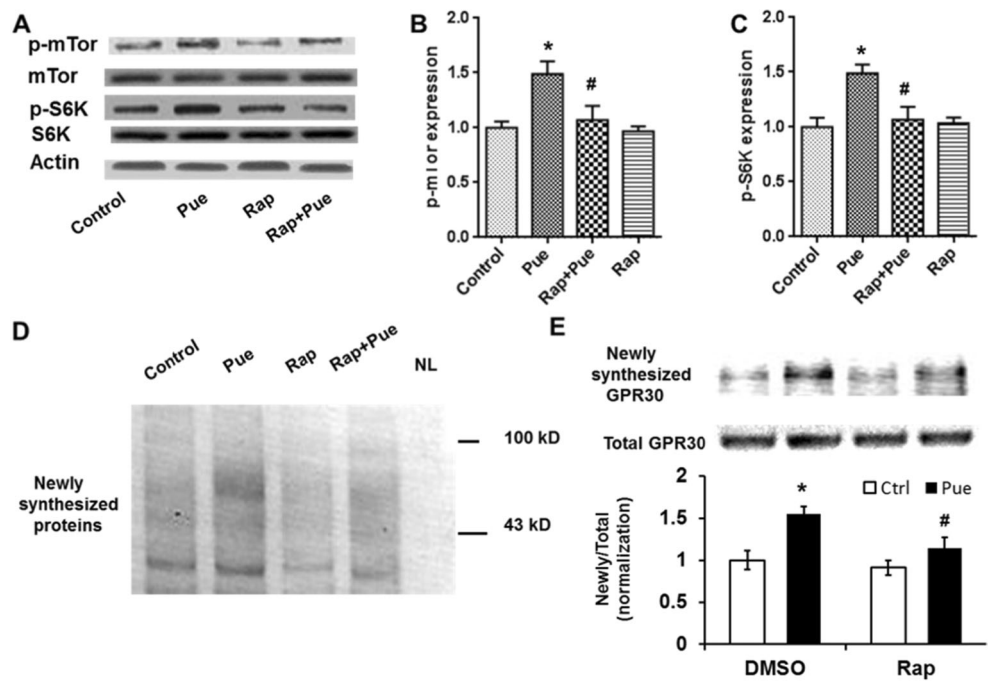 A
p-mTor
mTor
p-S6K
S6K
Actin
Control
Pue
Rap
Rap+Pue
B
p-mTor expression
2.0
1.5
1.0
0.5
0.0
*
#
Control
Pue
Rap+Pue
Rap
C
p-S6K expression
2.0
1.5
1.0
0.5
0.0
*
#
Control
Pue
Rap+Pue
Rap
D
Control
Pue
Rap
Rap+Pue
NL
Newly
synthesized
proteins
100 kD
43 kD
E
Newly
synthesized
GPR30
Total GPR30
Newly/Total
(normalization)
2
1.5
1
0.5
0
Ctrl
Pue
*
#
DMSO
Rap